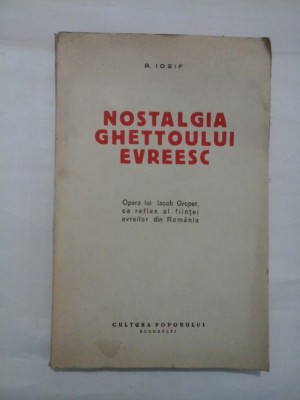 B. IOSIF
NOSTALGIA
GHETTOULUI
EVREESC
Opera lui Iacob Groper,
ca reflex al ființei
evreilor din România
CULTURA POPORULUI
BUCUREȘTI